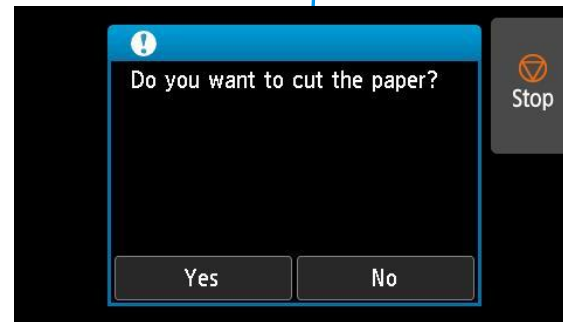 Do you want to cut the paper?
Stop
Yes
No